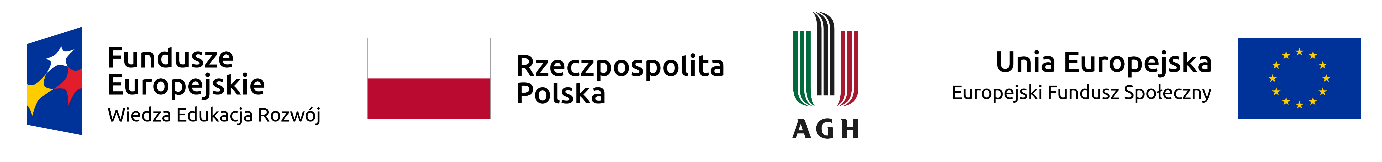 Fundusze
Europejskie
Wiedza Edukacja Rozwój
Rzeczpospolita
Polska
AGH
Unia Europejska
Europejski Fundusz Społeczny